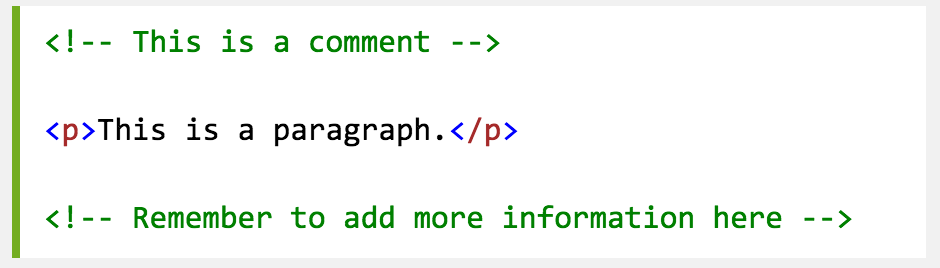 <!-- This is a comment -->
<p>This is a paragraph.</p>
<!-- Remember to add more information here -->